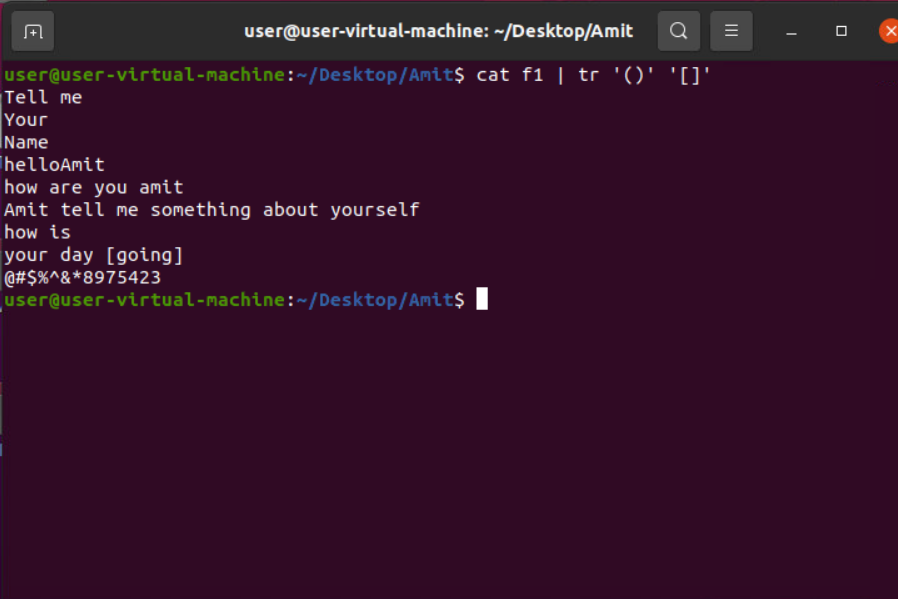 user@user-virtual-machine: ~/Desktop/Amit
user@user-virtual-machine:~/Desktop/Amit$ cat f1 | tr '()' '[]'
Tell me
Your
Name
helloAmit
how are you amit
Amit tell me something about yourself
how is
your day [going]
@#$%^&*8975423
user@user-virtual-machine:~/Desktop/Amit$